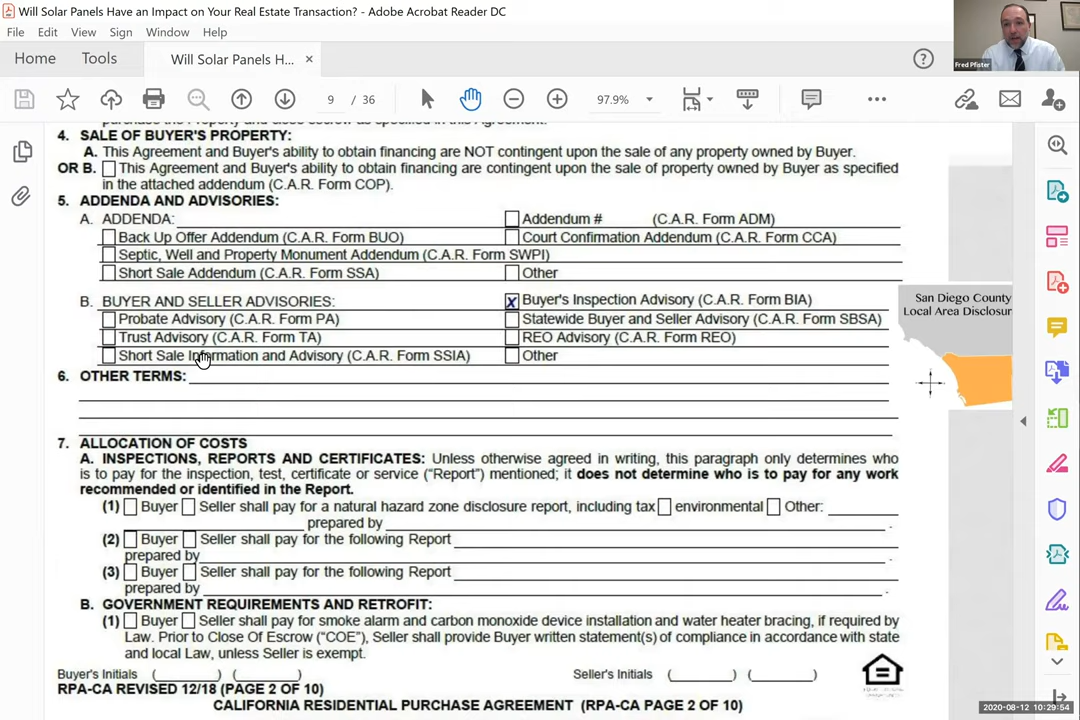 Will Solar Panels Have an Impact on Your Real Estate Transaction? - Adobe Acrobat Reader DC
File Edit View Sign Window Help
Home Tools Will Solar Panels H... ×
9 / 36 97.9%
Fred Pfister
purchase the Property and close escrow as specified in this Agreement.
4. SALE OF BUYER'S PROPERTY:
A. This Agreement and Buyer's ability to obtain financing are NOT contingent upon the sale of any property owned by Buyer.
OR B. This Agreement and Buyer's ability to obtain financing are contingent upon the sale of property owned by Buyer as specified
in the attached addendum (C.A.R. Form COP).
5. ADDENDA AND ADVISORIES:
A. ADDENDA: Addendum # (C.A.R. Form ADM)
Back Up Offer Addendum (C.A.R. Form BUO) Court Confirmation Addendum (C.A.R. Form CCA)
Septic, Well and Property Monument Addendum (C.A.R. Form SWPI)
Short Sale Addendum (C.A.R. Form SSA) Other
B. BUYER AND SELLER ADVISORIES: X Buyer's Inspection Advisory (C.A.R. Form BIA)
Probate Advisory (C.A.R. Form PA) Statewide Buyer and Seller Advisory (C.A.R. Form SBSA)
Trust Advisory (C.A.R. Form TA) REO Advisory (C.A.R. Form REO)
Short Sale Information and Advisory (C.A.R. Form SSIA) Other
6. OTHER TERMS:
7. ALLOCATION OF COSTS
A. INSPECTIONS, REPORTS AND CERTIFICATES: Unless otherwise agreed in writing, this paragraph only determines who
is to pay for the inspection, test, certificate or service ("Report") mentioned; it does not determine who is to pay for any work
recommended or identified in the Report.
(1) Buyer Seller shall pay for a natural hazard zone disclosure report, including tax environmental Other:
prepared by .
(2) Buyer Seller shall pay for the following Report
prepared by .
(3) Buyer Seller shall pay for the following Report
prepared by .
B. GOVERNMENT REQUIREMENTS AND RETROFIT:
(1) Buyer Seller shall pay for smoke alarm and carbon monoxide device installation and water heater bracing, if required by
Law. Prior to Close Of Escrow ("COE"), Seller shall provide Buyer written statement(s) of compliance in accordance with state
and local Law, unless Seller is exempt.
Buyer's Initials ( ) ( ) Seller's Initials ( ) ( )
RPA-CA REVISED 12/18 (PAGE 2 OF 10)
CALIFORNIA RESIDENTIAL PURCHASE AGREEMENT (RPA-CA PAGE 2 OF 10)
San Diego County
Local Area Disclosur
2020-08-12 10:29:54